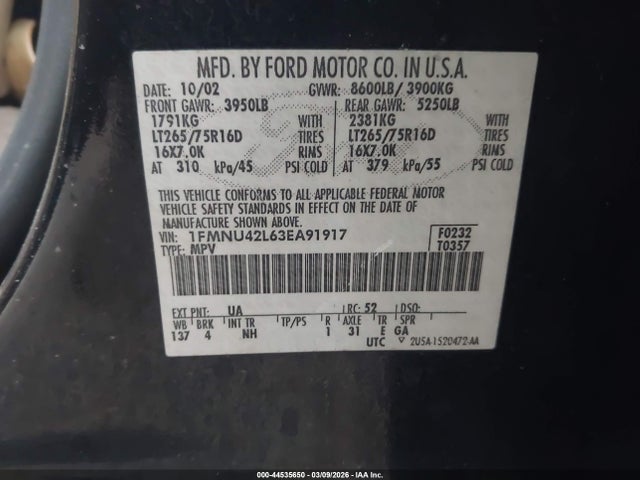 MFD. BY FORD MOTOR CO. IN U.S.A.
DATE: 10/02 GVWR: 8600LB/ 3900KG
FRONT GAWR: 3950LB REAR GAWR: 5250LB
1791KG WITH 2381KG WITH
LT265/75R16D TIRES LT265/75R16D TIRES
16X7.0K RIMS 16X7.0K RIMS
AT 310 kPa/45 PSI COLD AT 379 kPa/55 PSI COLD
THIS VEHICLE CONFORMS TO ALL APPLICABLE FEDERAL MOTOR
VEHICLE SAFETY STANDARDS IN EFFECT ON THE DATE OF
MANUFACTURE SHOWN ABOVE.
VIN: 1FMNU42L63EA91917 F0232
TYPE: MPV T0357
EXT PNT: UA RC: 52 DSO:
WB BRK INT TR TP/PS R AXLE TR SPR
137 4 NH 1 31 E GA
UTC 2U5A-1520472-AA
000-44535650 - 03/09/2026 - IAA Inc.